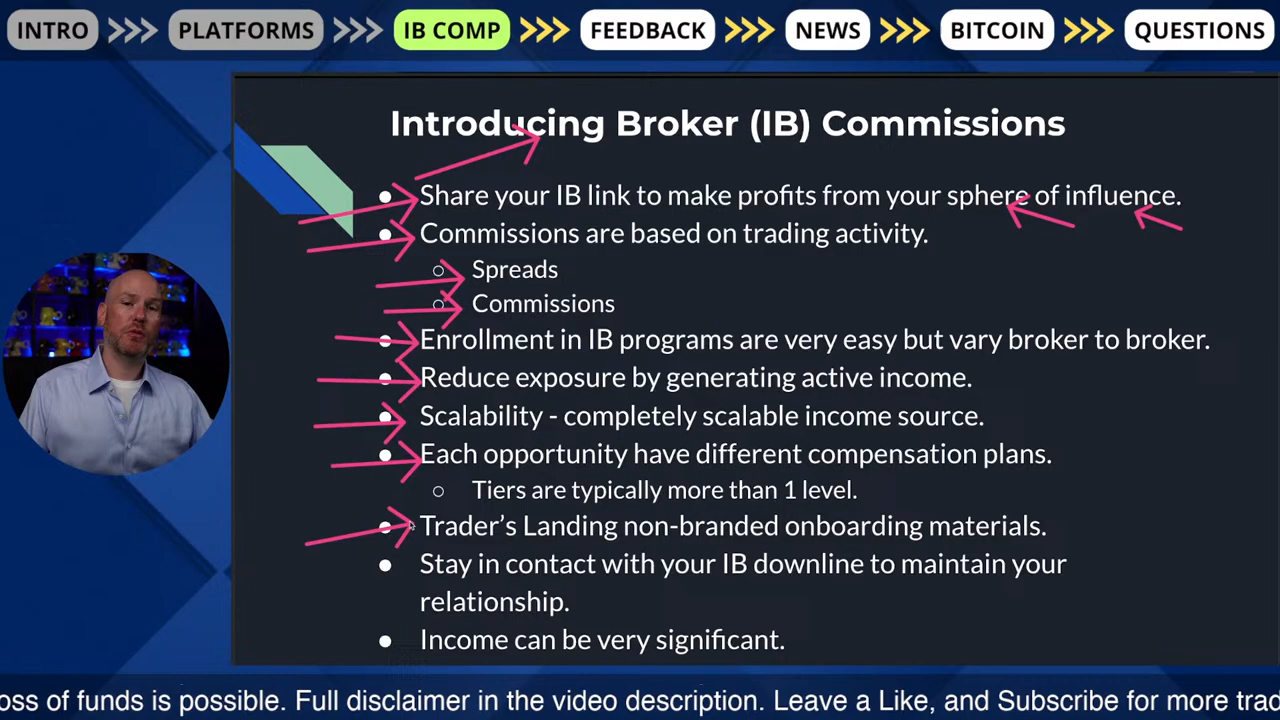 INTRO PLATFORMS IB COMP FEEDBACK NEWS BITCOIN QUESTIONS
Introducing Broker (IB) Commissions
Share your IB link to make profits from your sphere of influence.
Commissions are based on trading activity.
Spreads
Commissions
Enrollment in IB programs are very easy but vary broker to broker.
Reduce exposure by generating active income.
Scalability - completely scalable income source.
Each opportunity have different compensation plans.
Tiers are typically more than 1 level.
Trader's Landing non-branded onboarding materials.
Stay in contact with your IB downline to maintain your
relationship.
Income can be very significant.
oss of funds is possible. Full disclaimer in the video description. Leave a Like, and Subscribe for more trad